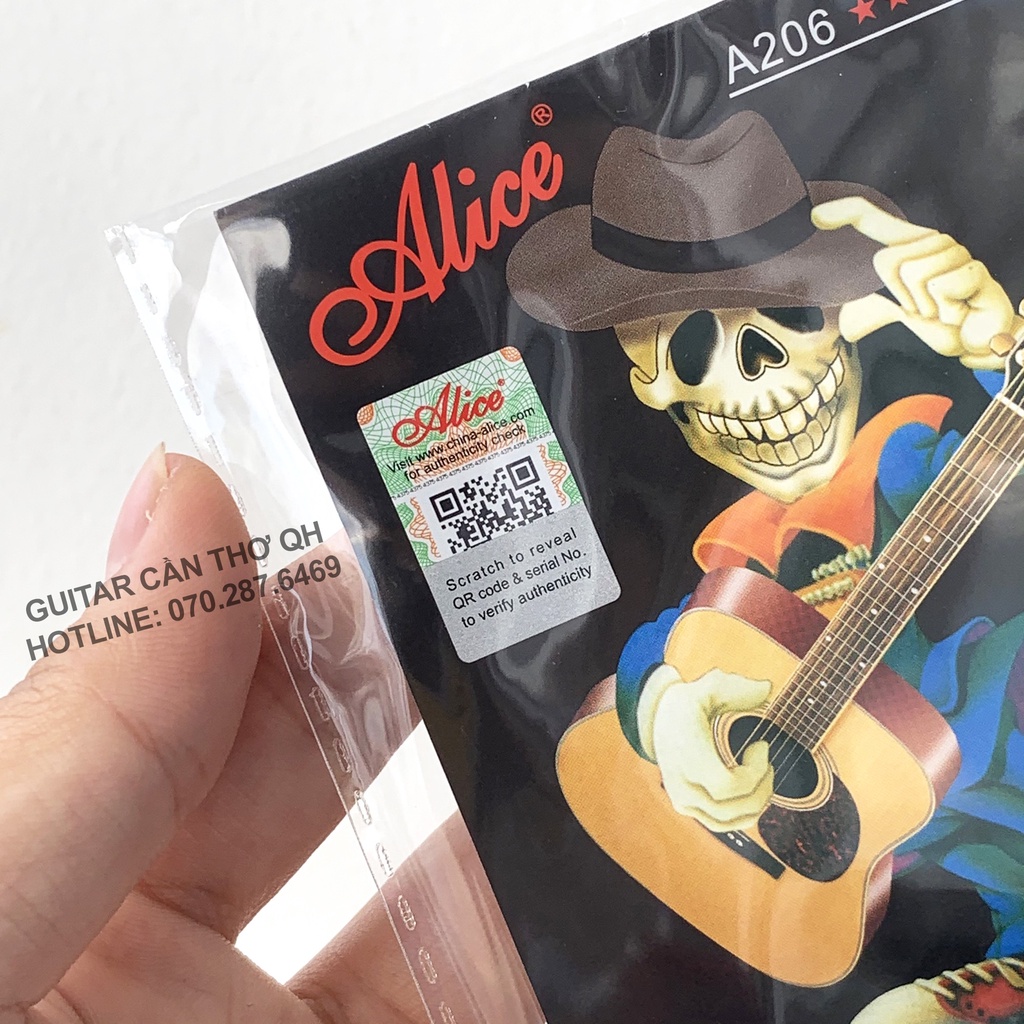 A206
Alice®
Alice®
Visit www.china-alice.com
for authenticity check
Scratch to reveal
QR code & serial No.
to verify authenticity
GUITAR CẦN THỢ QH
HOTLINE: 070.287.6469